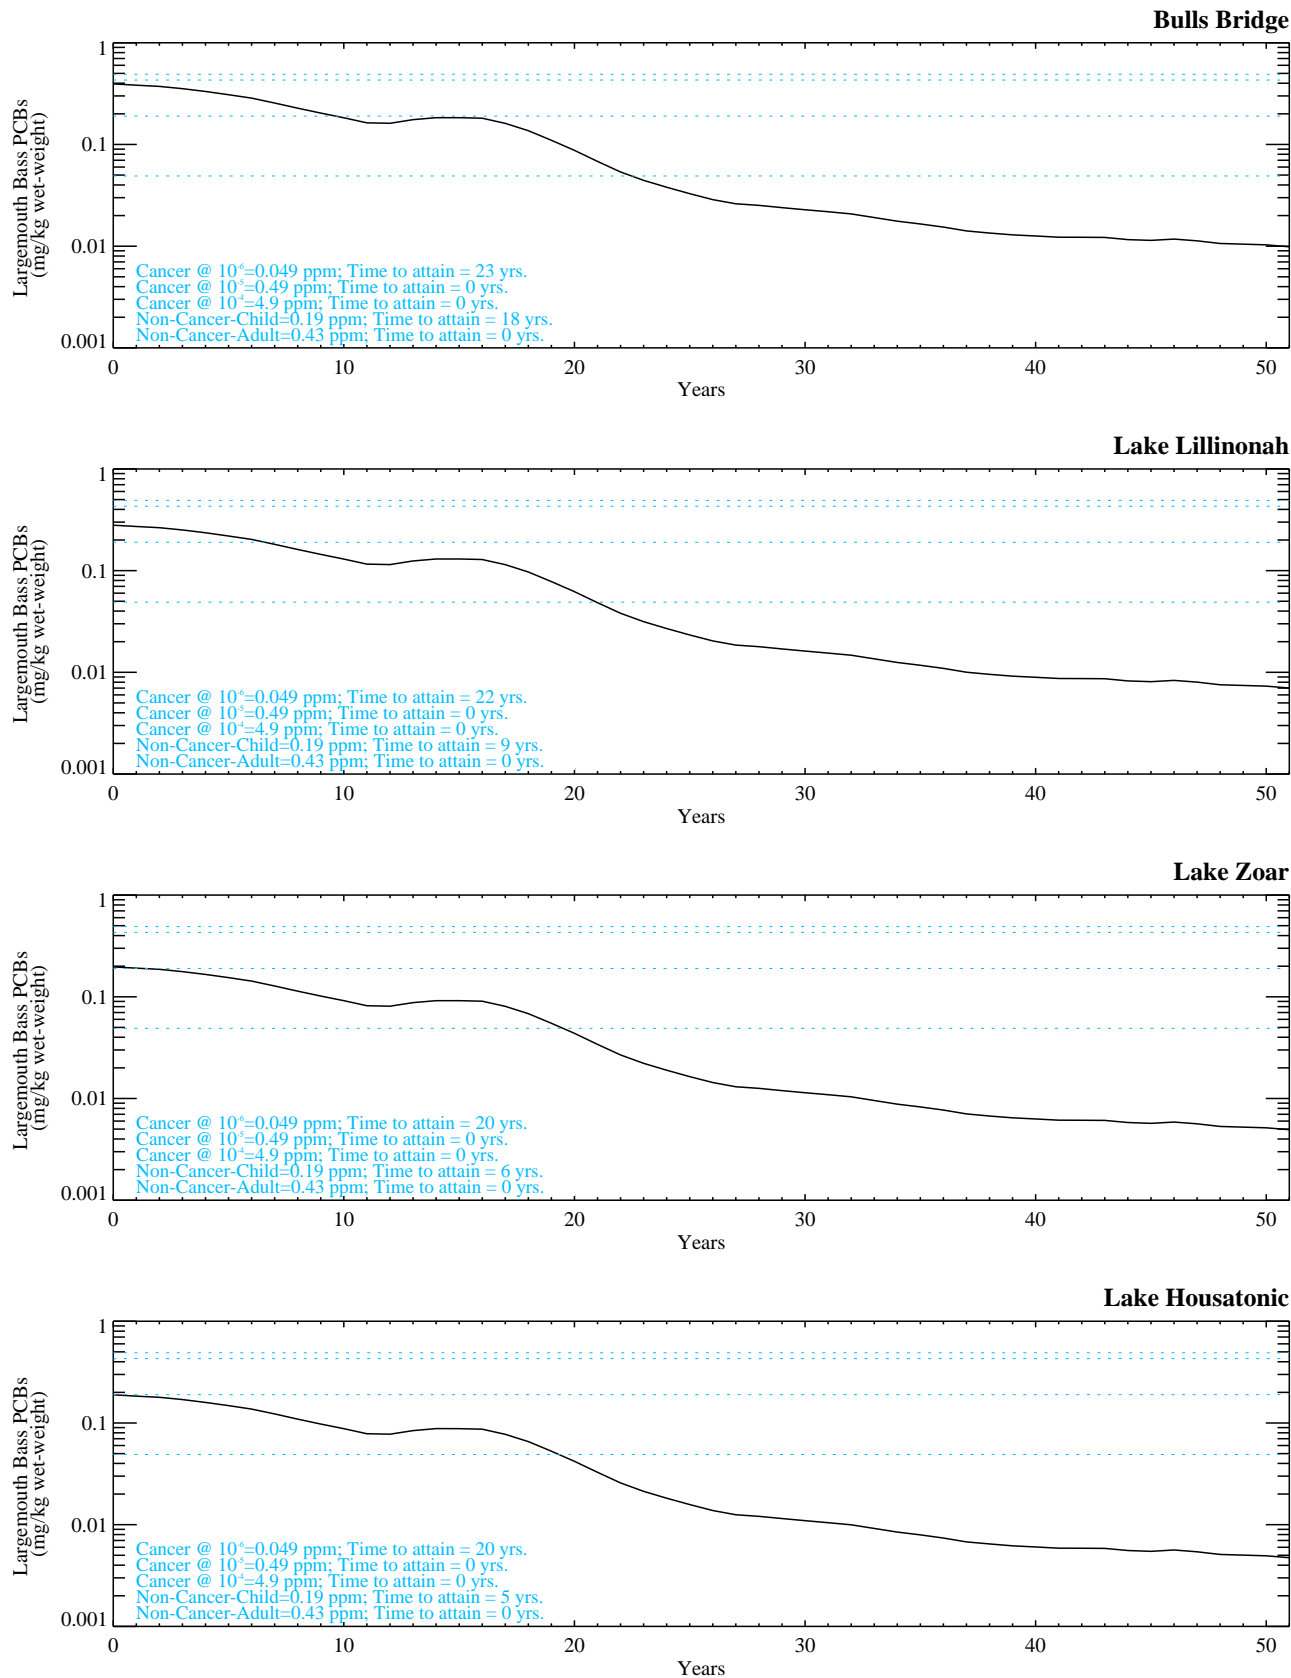 Bulls Bridge
Largemouth Bass PCBs
(mg/kg wet-weight)
1
0.1
0.01
0.001
Cancer @ 10⁻⁶=0.049 ppm; Time to attain = 23 yrs.
Cancer @ 10⁻⁵=0.49 ppm; Time to attain = 0 yrs.
Cancer @ 10⁻⁴=4.9 ppm; Time to attain = 0 yrs.
Non-Cancer-Child=0.19 ppm; Time to attain = 18 yrs.
Non-Cancer-Adult=0.43 ppm; Time to attain = 0 yrs.
0 10 20 30 40 50
Years
Lake Lillinonah
Largemouth Bass PCBs
(mg/kg wet-weight)
1
0.1
0.01
0.001
Cancer @ 10⁻⁶=0.049 ppm; Time to attain = 22 yrs.
Cancer @ 10⁻⁵=0.49 ppm; Time to attain = 0 yrs.
Cancer @ 10⁻⁴=4.9 ppm; Time to attain = 0 yrs.
Non-Cancer-Child=0.19 ppm; Time to attain = 9 yrs.
Non-Cancer-Adult=0.43 ppm; Time to attain = 0 yrs.
0 10 20 30 40 50
Years
Lake Zoar
Largemouth Bass PCBs
(mg/kg wet-weight)
1
0.1
0.01
0.001
Cancer @ 10⁻⁶=0.049 ppm; Time to attain = 20 yrs.
Cancer @ 10⁻⁵=0.49 ppm; Time to attain = 0 yrs.
Cancer @ 10⁻⁴=4.9 ppm; Time to attain = 0 yrs.
Non-Cancer-Child=0.19 ppm; Time to attain = 6 yrs.
Non-Cancer-Adult=0.43 ppm; Time to attain = 0 yrs.
0 10 20 30 40 50
Years
Lake Housatonic
Largemouth Bass PCBs
(mg/kg wet-weight)
1
0.1
0.01
0.001
Cancer @ 10⁻⁶=0.049 ppm; Time to attain = 20 yrs.
Cancer @ 10⁻⁵=0.49 ppm; Time to attain = 0 yrs.
Cancer @ 10⁻⁴=4.9 ppm; Time to attain = 0 yrs.
Non-Cancer-Child=0.19 ppm; Time to attain = 5 yrs.
Non-Cancer-Adult=0.43 ppm; Time to attain = 0 yrs.
0 10 20 30 40 50
Years